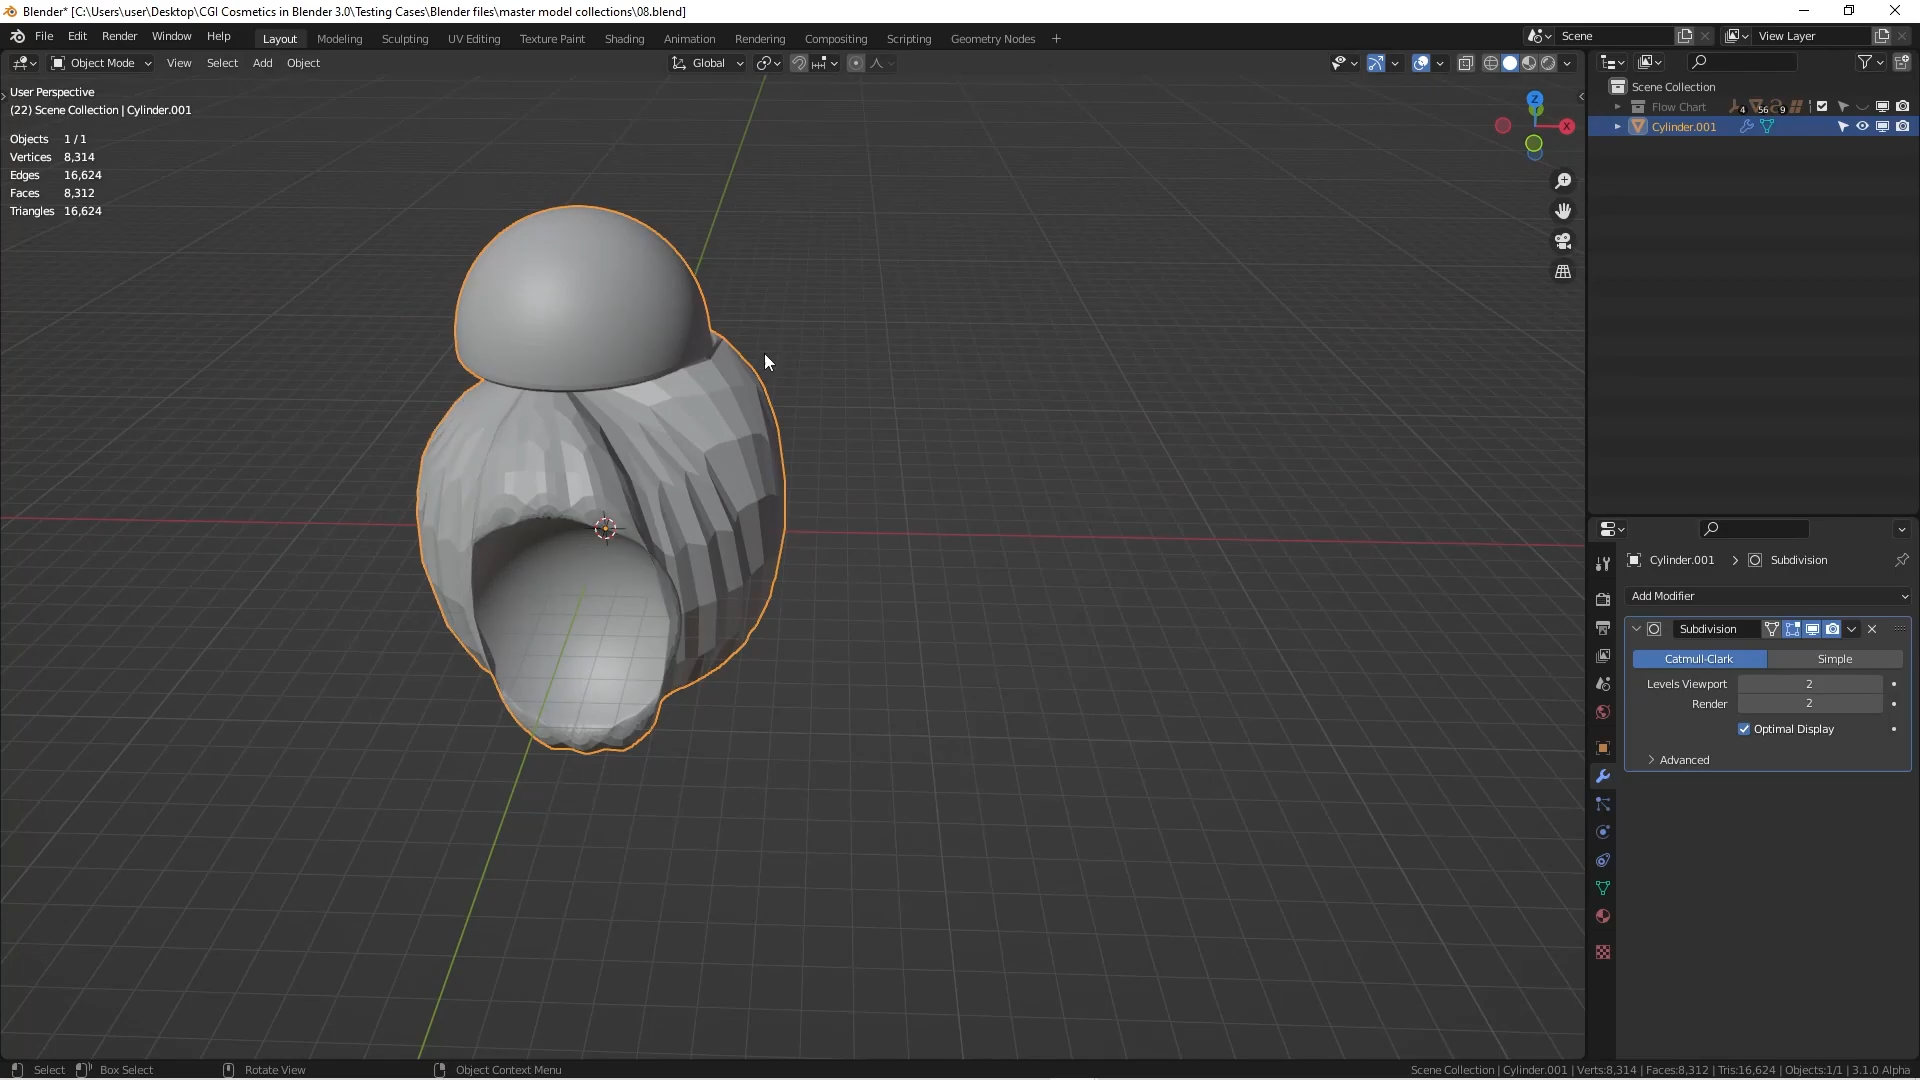 Blender* [C:\Users\user\Desktop\CGI Cosmetics in Blender 3.0\Testing Cases\Blender files\master model collections\08.blend]
File Edit Render Window Help
Layout Modeling Sculpting UV Editing Texture Paint Shading Animation Rendering Compositing Scripting Geometry Nodes +
Scene
View Layer
Object Mode View Select Add Object
Global
User Perspective
(22) Scene Collection | Cylinder.001
Objects 1 / 1
Vertices 8,314
Edges 16,624
Faces 8,312
Triangles 16,624
Z
X
Scene Collection
Flow Chart 4 56 9
Cylinder.001
Cylinder.001 > Subdivision
Add Modifier
Subdivision
Catmull-Clark Simple
Levels Viewport 2
Render 2
Optimal Display
Advanced
Select Box Select Rotate View Object Context Menu
Scene Collection | Cylinder.001 | Verts:8,314 | Faces:8,312 | Tris:16,624 | Objects:1/1 | 3.1.0 Alpha